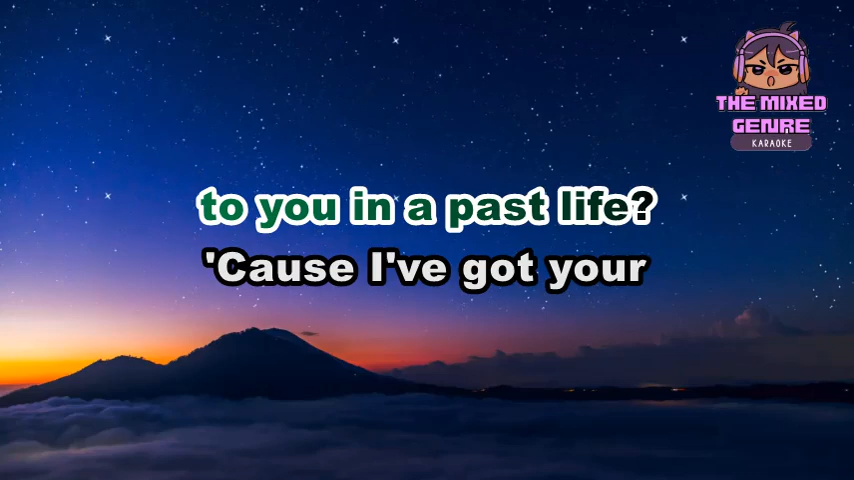 THE MIXED
GENRE
KARAOKE
to you in a past life?
'Cause I've got your